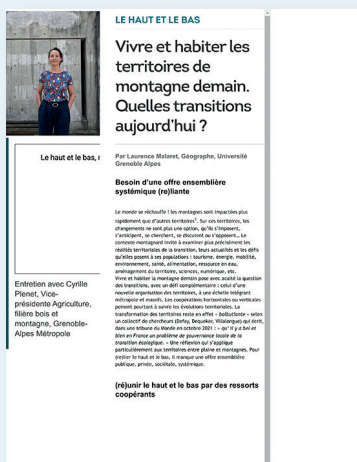 LE HAUT ET LE BAS
Vivre et habiter les
territoires de
montagne demain.
Quelles transitions
aujourd'hui ?
Par Laurence Malaret, Géographe, Université
Grenoble Alpes
Besoin d'une offre ensemblière
systémique (re)liante
Le monde se réchauffe ! les montagnes sont impactées plus
rapidement que d'autres territoires¹. Sur ces territoires, les
changements ne sont plus une option, qu'ils s'imposent,
s'anticipent, se cherchent, se discutent ou s'opposent... Le
contexte montagnard invite à examiner plus précisément les
réalités territoriales de la transition, leurs actualités et les défis
qu'elles posent à ses populations : tourisme, énergie, mobilité,
environnement, santé, alimentation, ressource en eau,
aménagement du territoire, sciences, numérique, etc.
Vivre et habiter la montagne demain pose avec acuité la question
des transitions, avec un défi complémentaire : celui d'une
nouvelle organisation des territoires, à une échelle intégrant
métropole et massifs. Les coopérations horizontales ou verticales
peinent pourtant à suivre les évolutions territoriales. La
transformation des territoires reste en effet « balbutiante » selon
un collectif de chercheurs (Defay, Dequeker, Villalongue) qui écrit,
dans une tribune du Monde en octobre 2021 : « qu' il y a bel et
bien en France un problème de gouvernance locale de la
transition écologique. » Une réflexion qui s'applique
particulièrement aux territoires entre plaine et montagnes. Pour
(re)lier le haut et le bas, il manque une offre ensemblière
publique, privée, sociétale, systémique.
(ré)unir le haut et le bas par des ressorts
coopérants
Le haut et le bas, r
Entretien avec Cyrille
Plenet, Vice-
présidente Agriculture,
filière bois et
montagne, Grenoble-
Alpes Métropole